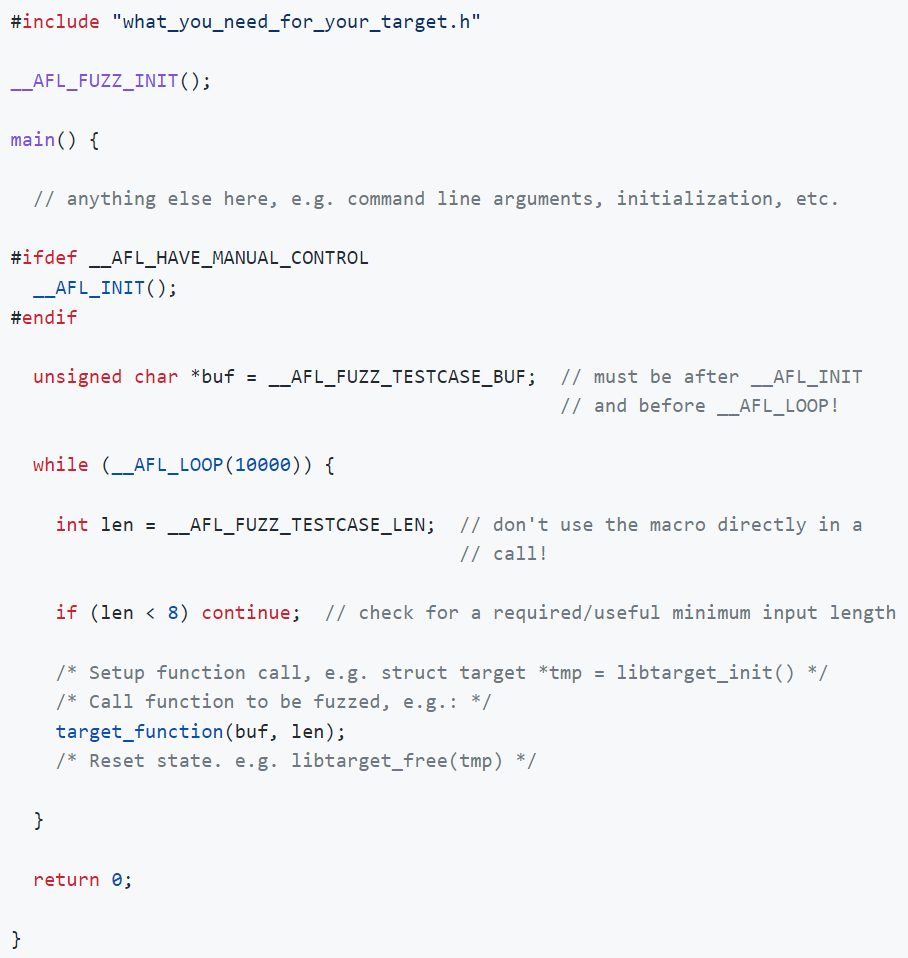 #include "what_you_need_for_your_target.h"
__AFL_FUZZ_INIT();
main() {
// anything else here, e.g. command line arguments, initialization, etc.
#ifdef __AFL_HAVE_MANUAL_CONTROL
__AFL_INIT();
#endif
unsigned char *buf = __AFL_FUZZ_TESTCASE_BUF;  // must be after __AFL_INIT
// and before __AFL_LOOP!
while (__AFL_LOOP(10000)) {
int len = __AFL_FUZZ_TESTCASE_LEN;  // don't use the macro directly in a
// call!
if (len < 8) continue;  // check for a required/useful minimum input length
/* Setup function call, e.g. struct target *tmp = libtarget_init() */
/* Call function to be fuzzed, e.g.: */
target_function(buf, len);
/* Reset state. e.g. libtarget_free(tmp) */
}
return 0;
}